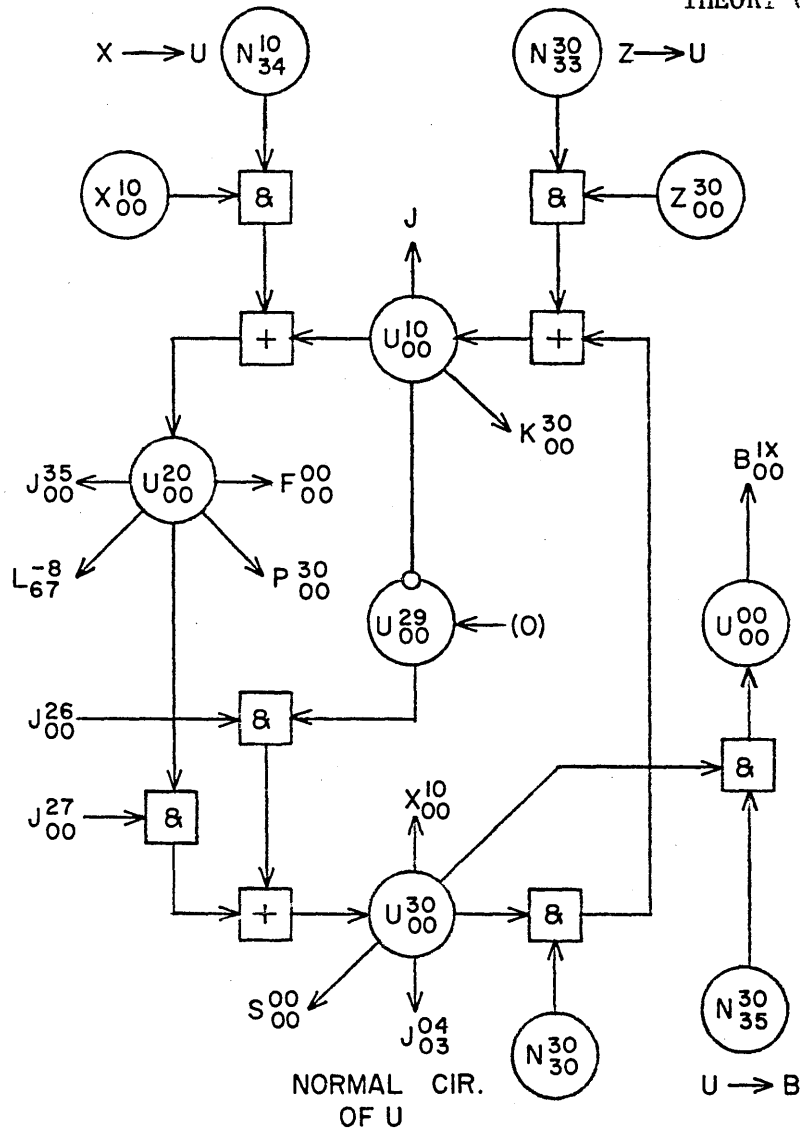 THEORY
X → U N 10 34
N 30 33 Z → U
X 10 00
&
&
Z 30 00
J
+
U 10 00
+
K 30 00
B 1X 00
J 35 00
U 20 00
F 00 00
L -8 67
P 30 00
U 29 00
(0)
U 00 00
J 26 00
&
&
J 27 00
&
X 10 00
+
U 30 00
&
S 00 00
J 04 03
N 30 30
N 30 35
NORMAL CIR.
OF U
U → B